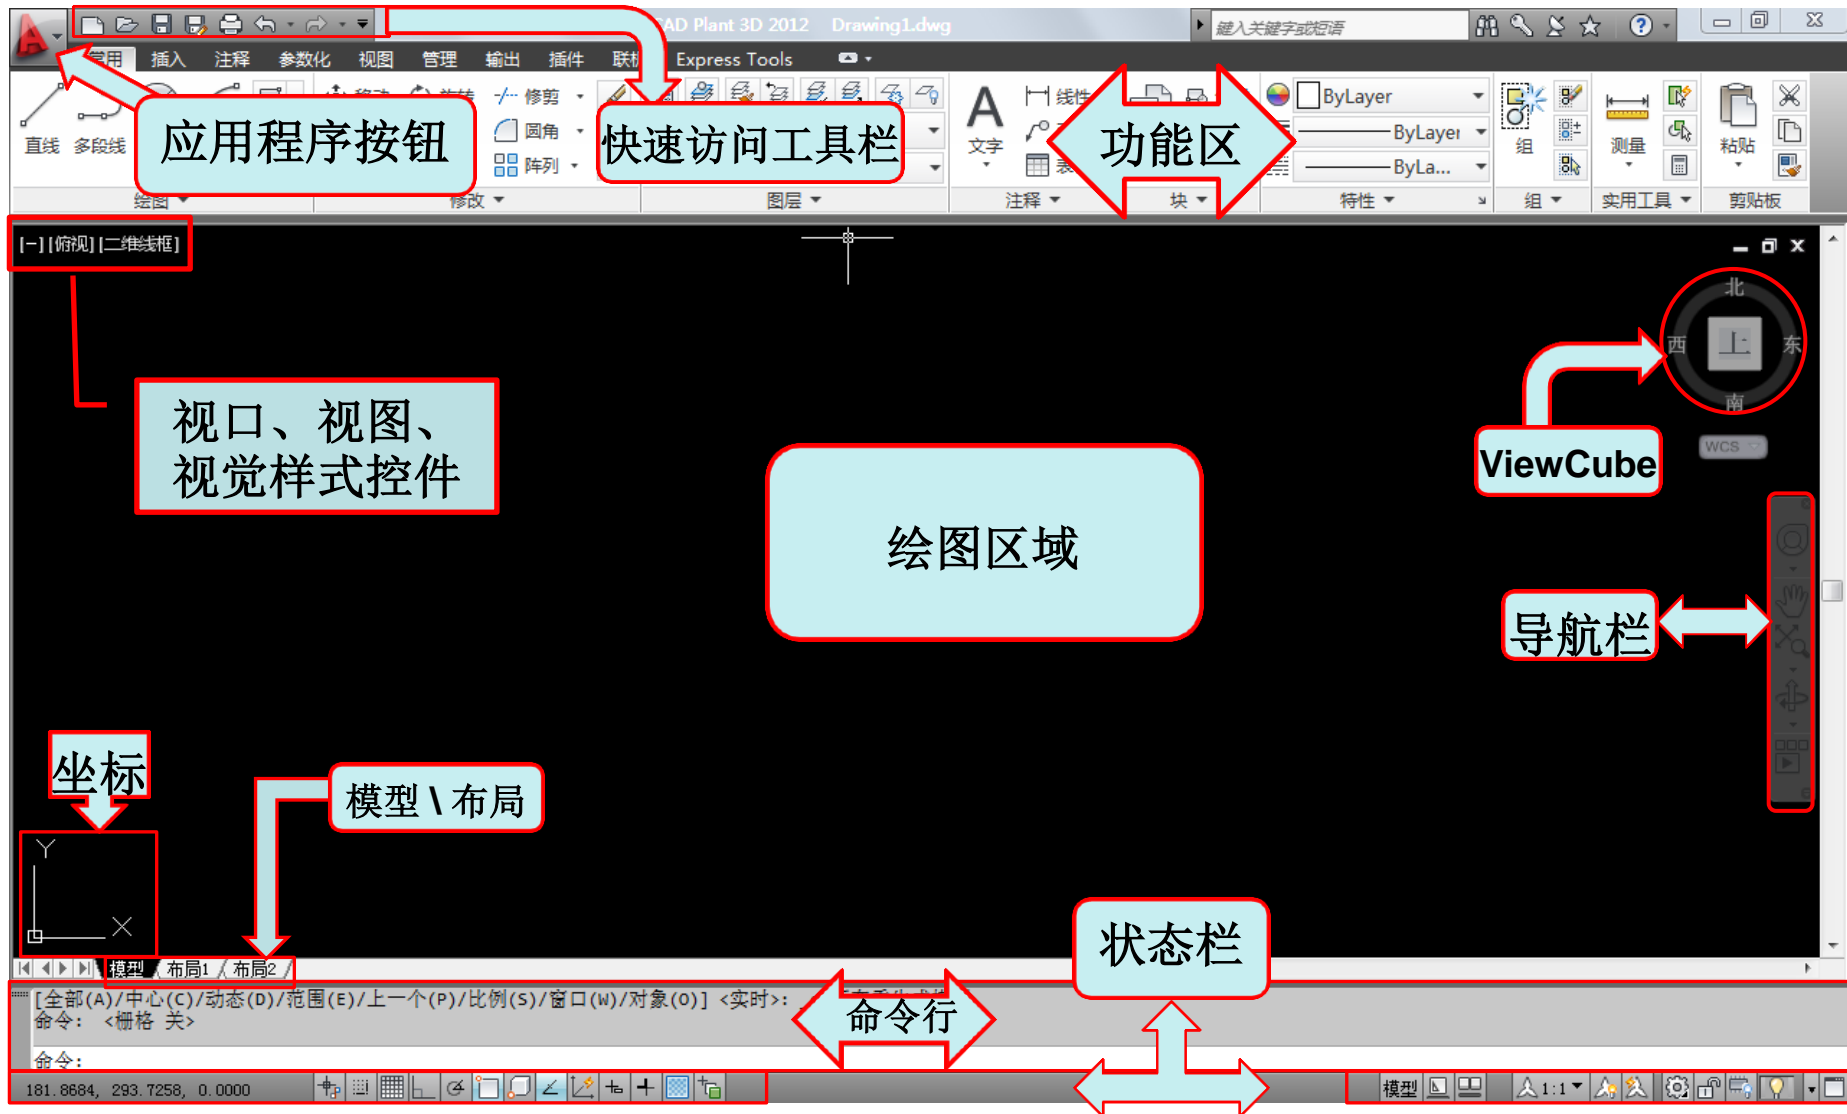 CAD Plant 3D 2012 Drawing1.dwg
键入关键字或短语
常用 插入 注释 参数化 视图 管理 输出 插件 联机 Express Tools
直线
多段线
应用程序按钮
修剪
圆角
阵列
快速访问工具栏
文字
线性
功能区
ByLayer
ByLayer
ByLa...
组
测量
粘贴
绘图 修改 图层 注释 块 特性 组 实用工具 剪贴板
[−][俯视][二维线框]
北
西 上 东
南
WCS
视口、视图、
视觉样式控件
ViewCube
绘图区域
导航栏
坐标
模型\布局
Y
X
状态栏
模型 布局1 布局2
[全部(A)/中心(C)/动态(D)/范围(E)/上一个(P)/比例(S)/窗口(W)/对象(O)] <实时>:
命令: <栅格 关>
命令行
命令:
181.8684, 293.7258, 0.0000
模型
1:1